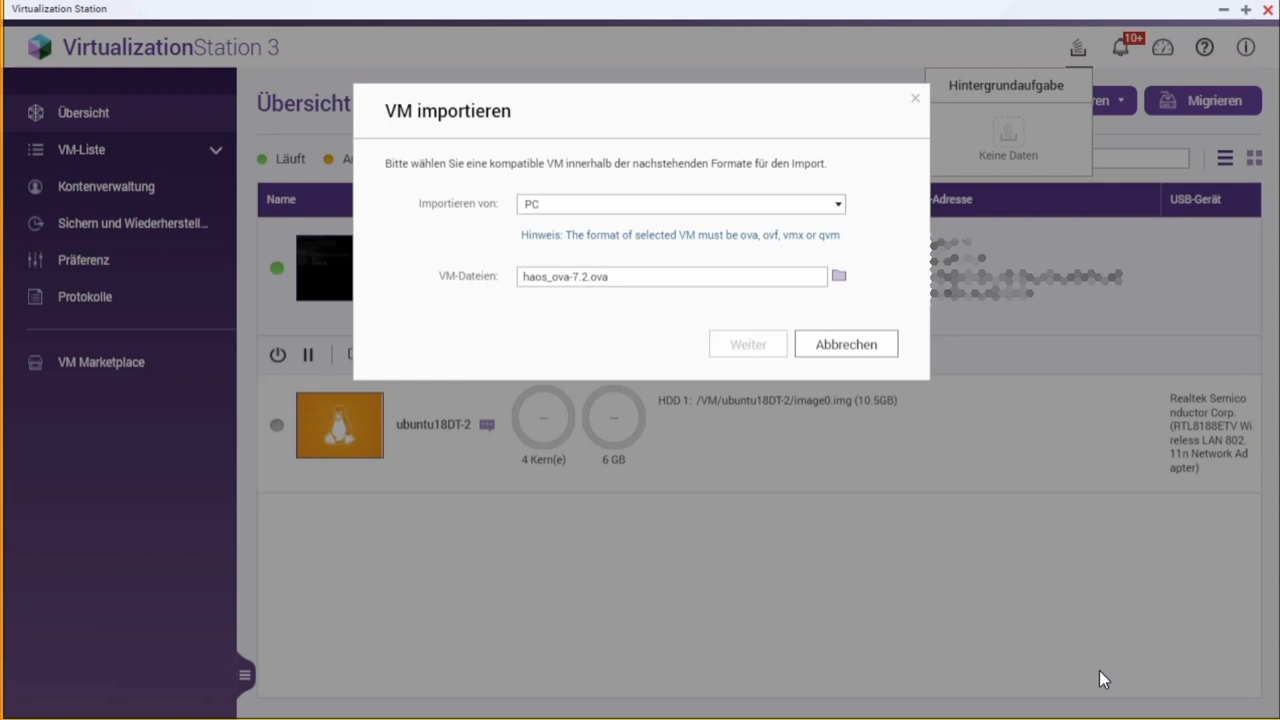 Virtualization Station
VirtualizationStation 3
10+
Hintergrundaufgabe
Keine Daten
ren
Migrieren
Übersicht
VM-Liste
Kontenverwaltung
Sichern und Wiederherstell...
Präferenz
Protokolle
VM Marketplace
Übersicht
Läuft
Name
-Adresse
USB-Gerät
VM importieren
Bitte wählen Sie eine kompatible VM innerhalb der nachstehenden Formate für den Import.
Importieren von:
PC
Hinweis: The format of selected VM must be ova, ovf, vmx or qvm
VM-Dateien:
haos_ova-7.2.ova
Weiter
Abbrechen
ubuntu18DT-2
--
--
4 Kern(e)
6 GB
HDD 1: /VM/ubuntu18DT-2/image0.img (10.5GB)
Realtek Semico
nductor Corp.
(RTL8188ETV Wi
reless LAN 802.
11n Network Ad
apter)